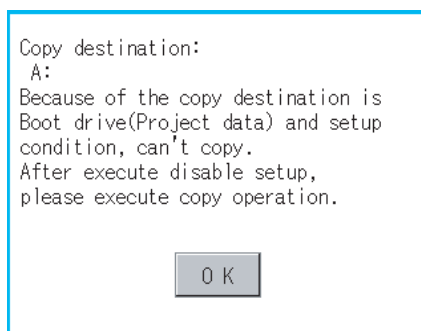 Copy destination:
A:
Because of the copy destination is
Boot drive(Project data) and setup
condition, can't copy.
After execute disable setup,
please execute copy operation.
OK